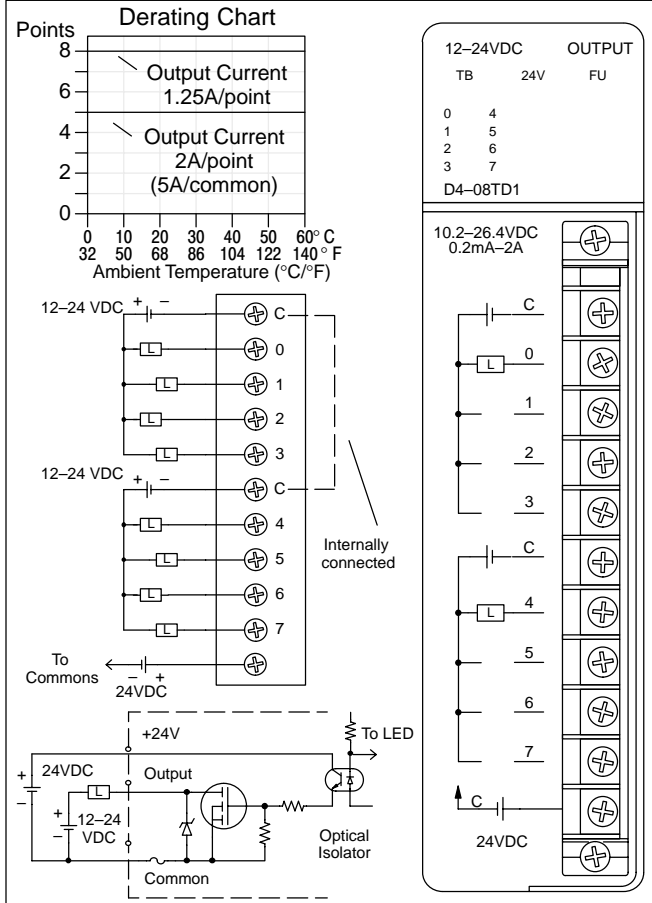 Derating Chart
Points
8
6
4
2
0
Output Current
1.25A/point
Output Current
2A/point
(5A/common)
0 10 20 30 40 50 60°C
32 50 68 86 104 122 140°F
Ambient Temperature (°C/°F)
12–24 VDC + –
C
L 0
L 1
L 2
L 3
12–24 VDC + –
C
L 4
L 5
L 6
L 7
Internally
connected
To
Commons
– +
24VDC
+24V
To LED
+
24VDC
–
Output
L
+
12–24
VDC
–
Optical
Isolator
Common
12–24VDC OUTPUT
TB 24V FU
0 4
1 5
2 6
3 7
D4–08TD1
10.2–26.4VDC
0.2mA–2A
C
L 0
1
2
3
C
L 4
5
6
7
C
24VDC